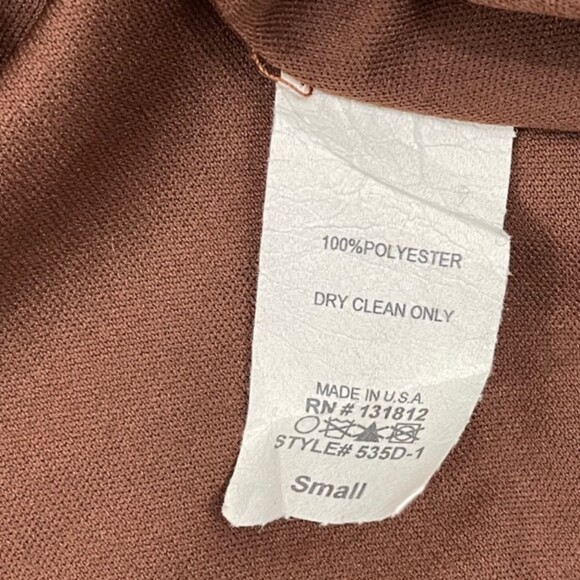 100%POLYESTER
DRY CLEAN ONLY
MADE IN U.S.A.
RN # 131812
STYLE# 535D-1
Small